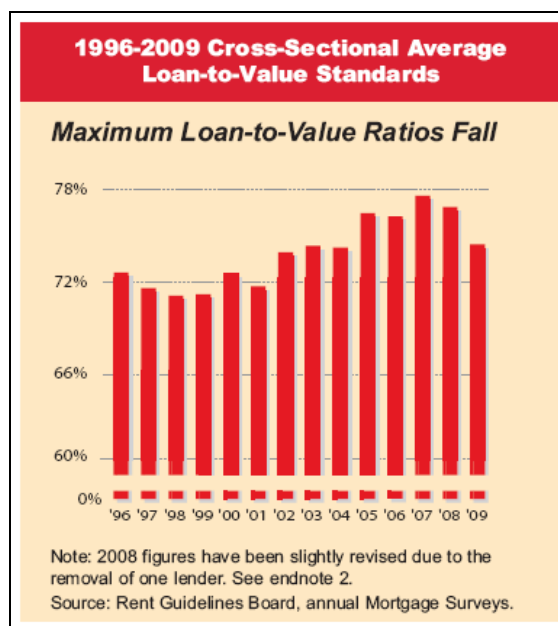 1996-2009 Cross-Sectional Average
Loan-to-Value Standards
Maximum Loan-to-Value Ratios Fall
78%
72%
66%
60%
0%
'96 '97 '98 '99 '00 '01 '02 '03 '04 '05 '06 '07 '08 '09
Note: 2008 figures have been slightly revised due to the
removal of one lender. See endnote 2.
Source: Rent Guidelines Board, annual Mortgage Surveys.